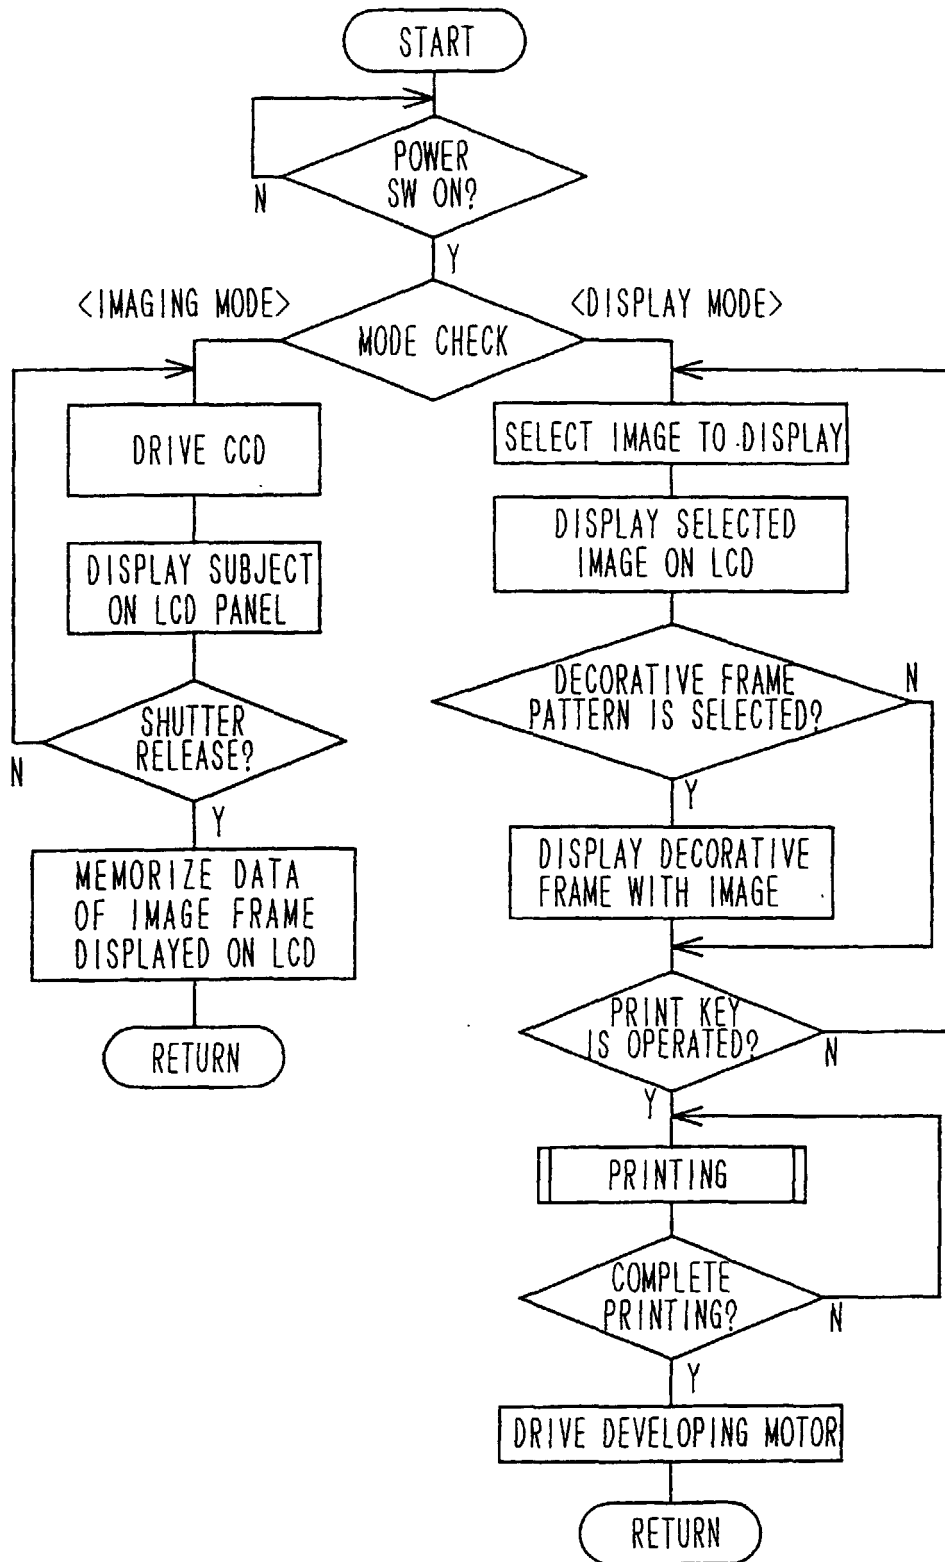 START
POWER
SW ON?
N
Y
<IMAGING MODE>
<DISPLAY MODE>
MODE CHECK
DRIVE CCD
DISPLAY SUBJECT
ON LCD PANEL
SHUTTER
RELEASE?
N
Y
MEMORIZE DATA
OF IMAGE FRAME
DISPLAYED ON LCD
RETURN
SELECT IMAGE TO DISPLAY
DISPLAY SELECTED
IMAGE ON LCD
DECORATIVE FRAME
PATTERN IS SELECTED?
N
Y
DISPLAY DECORATIVE
FRAME WITH IMAGE
PRINT KEY
IS OPERATED?
N
Y
PRINTING
COMPLETE
PRINTING?
N
Y
DRIVE DEVELOPING MOTOR
RETURN